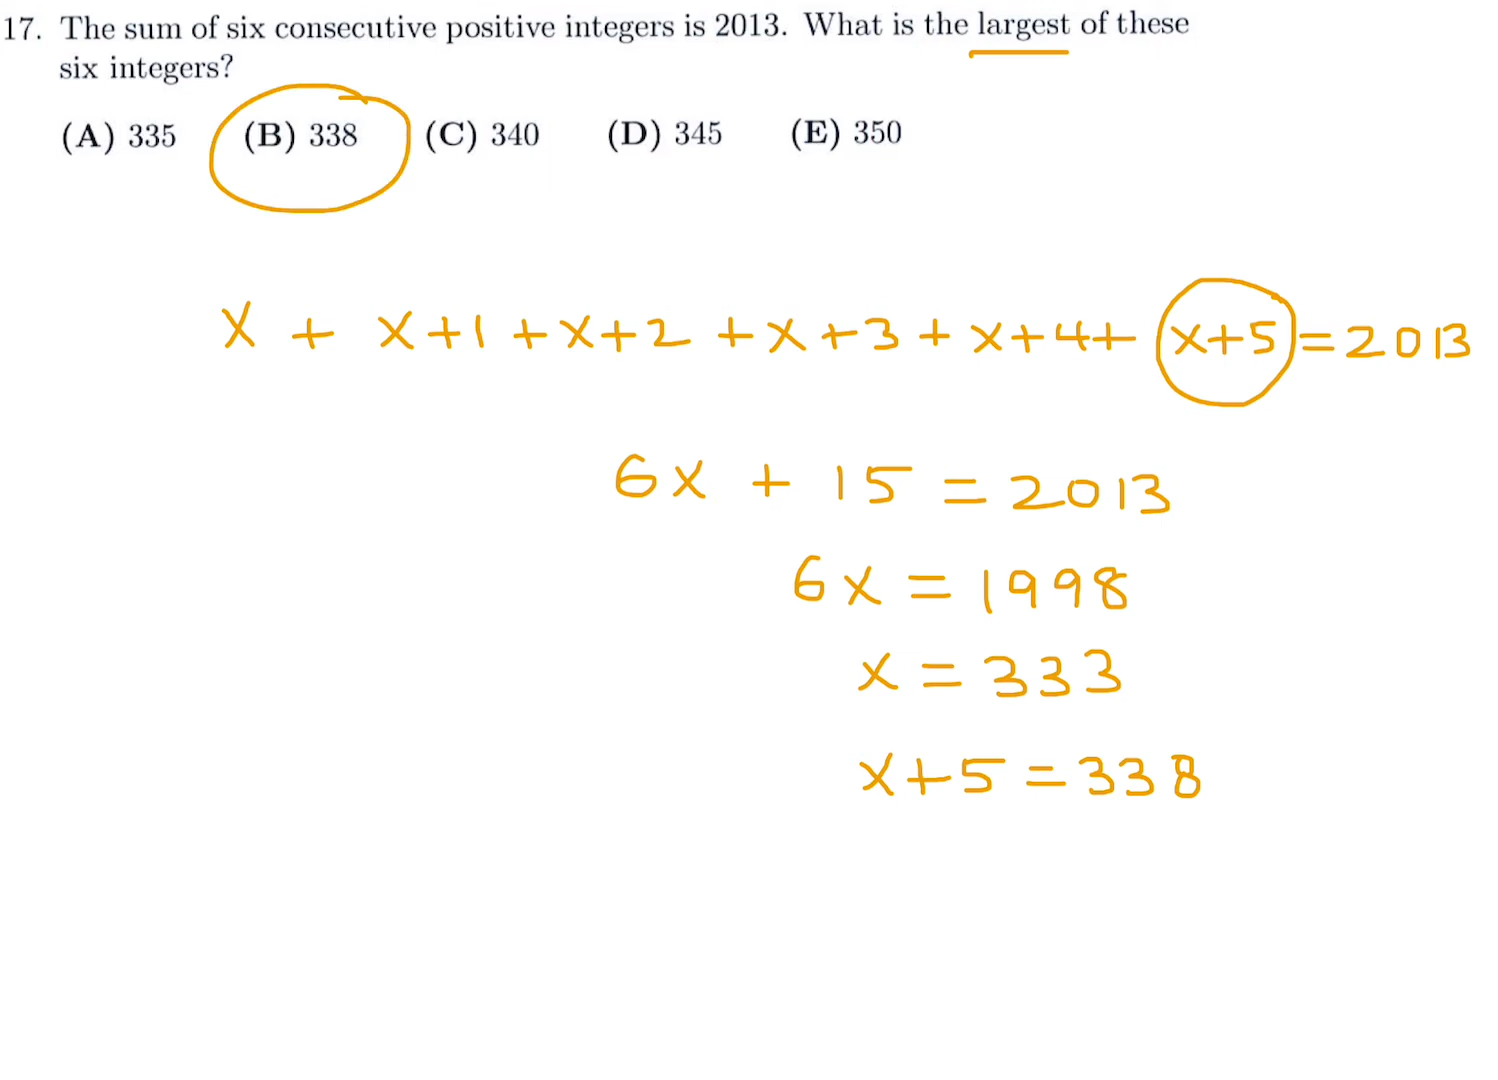 17. The sum of six consecutive positive integers is 2013. What is the largest of these
six integers?
(A) 335 (B) 338 (C) 340 (D) 345 (E) 350
x + x+1+x+2+x+3+x+4+x+5=2013
6x + 15=2013
6x=1998
x=333
x+5=338